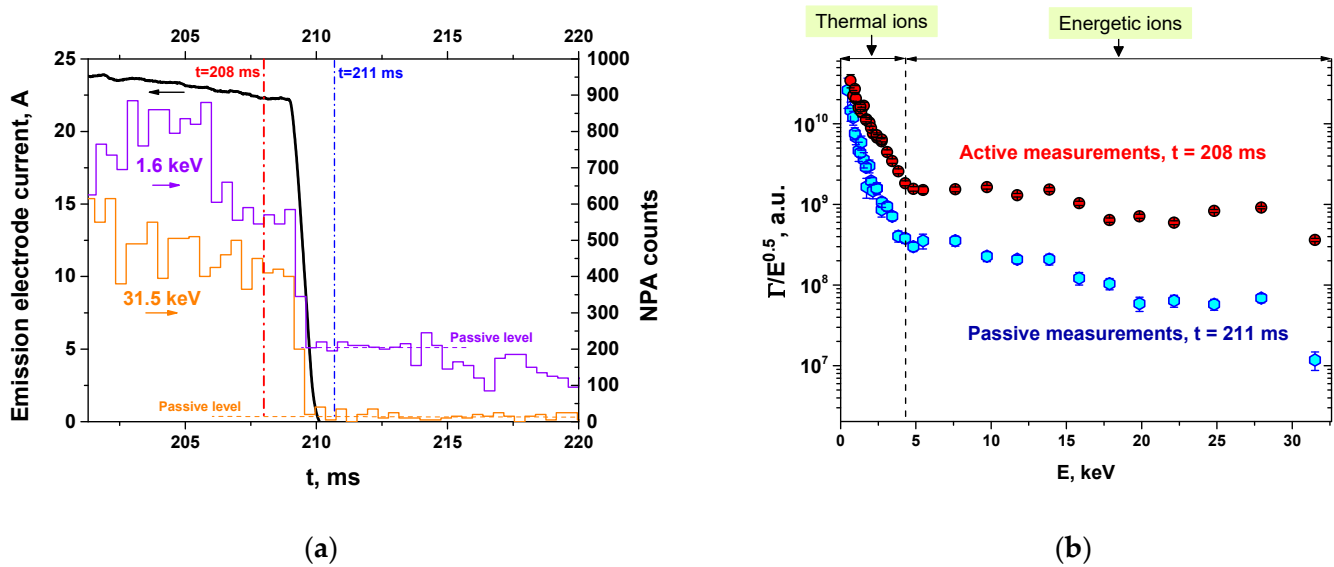 205 210 215 220
25 1000
t=208 ms t=211 ms
20 900
800
15 1.6 keV 700
600
500
10 400
31.5 keV 300
5 Passive level 200
Passive level 100
0 0
205 210 215 220
t, ms
Emission electrode current, A
NPA counts
(a)
Thermal ions Energetic ions
Active measurements, t = 208 ms
Passive measurements, t = 211 ms
10^10
10^9
10^8
10^7
Γ/E^0.5, a.u.
0 5 10 15 20 25 30
E, keV
(b)